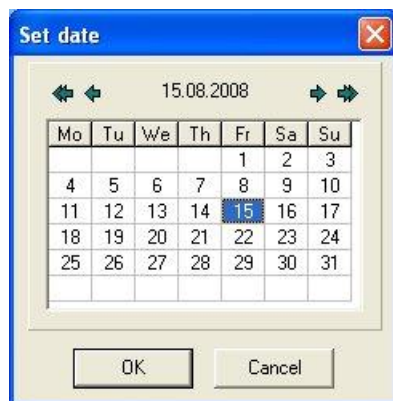 Set date
15.08.2008
Mo Tu We Th Fr Sa Su
1 2 3
4 5 6 7 8 9 10
11 12 13 14 15 16 17
18 19 20 21 22 23 24
25 26 27 28 29 30 31
OK Cancel